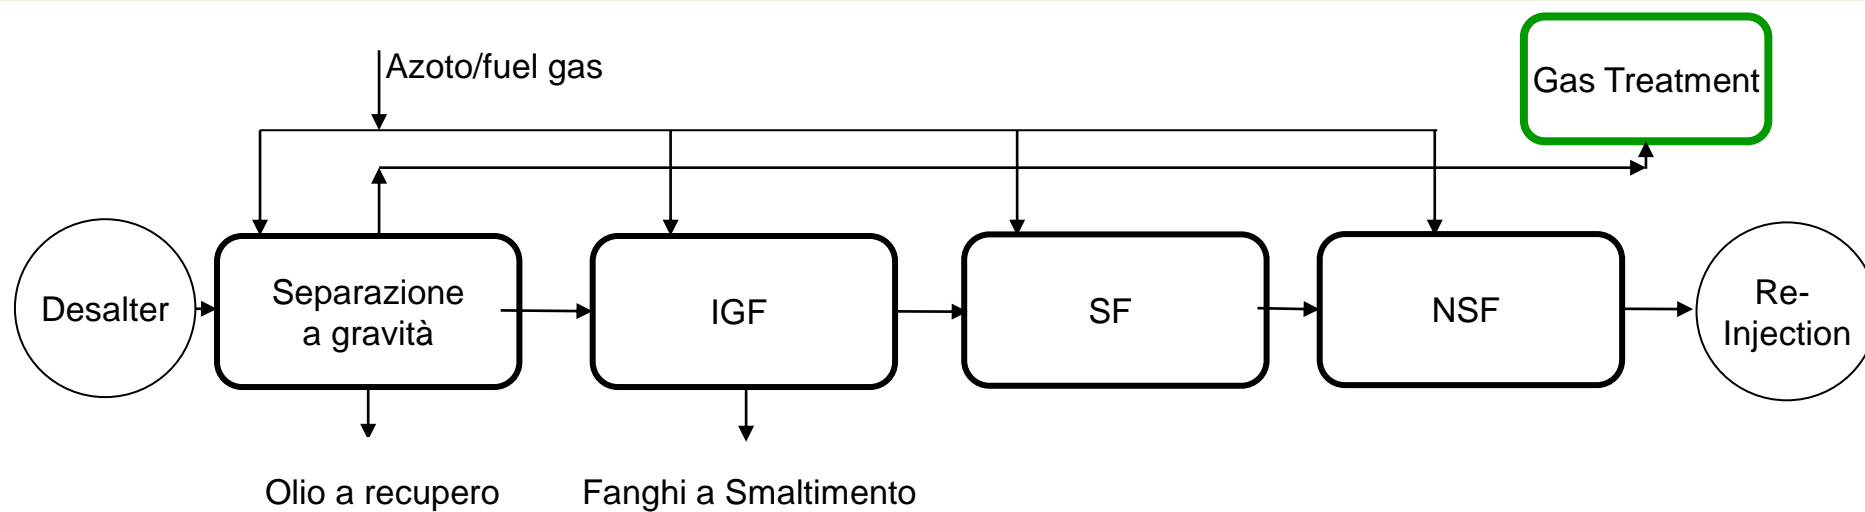 Azoto/fuel gas
Gas Treatment
Desalter
Separazione
a gravità
IGF
SF
NSF
Re-
Injection
Olio a recupero
Fanghi a Smaltimento